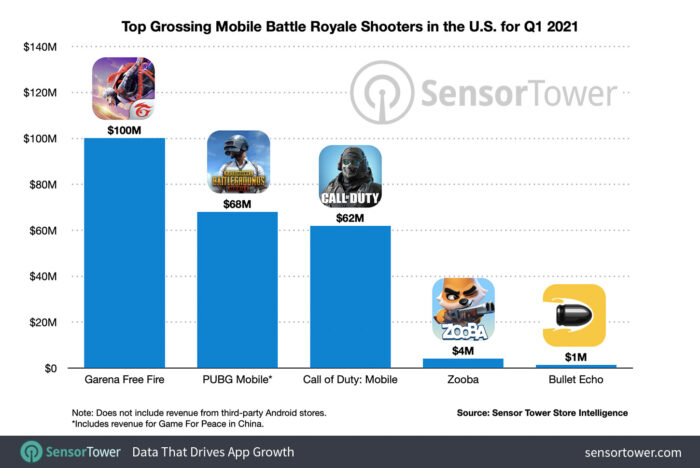 Top Grossing Mobile Battle Royale Shooters in the U.S. for Q1 2021
$140M
SensorTower
$120M
$100M
$100M
$80M
BATTLEGROUNDS
CALL OF DUTY
$68M
$62M
$60M
$40M
ZOOBA
$20M
$4M
$1M
$0
Garena Free Fire PUBG Mobile* Call of Duty: Mobile Zooba Bullet Echo
Note: Does not include revenue from third-party Android stores.
*Includes revenue for Game For Peace in China.
Source: Sensor Tower Store Intelligence
SensorTower Data That Drives App Growth sensortower.com